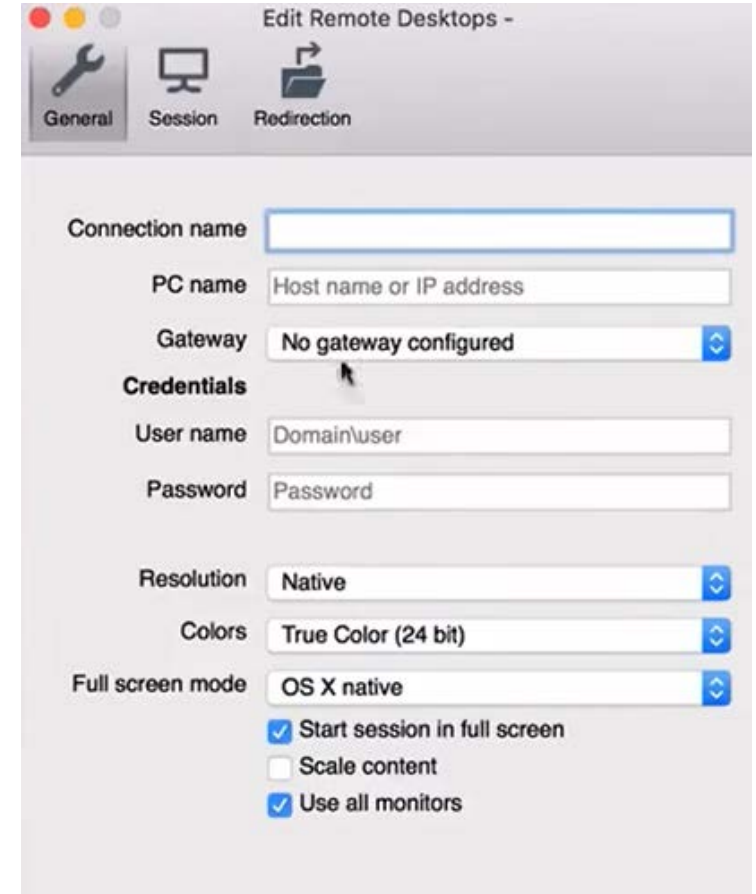 Edit Remote Desktops -
General Session Redirection
Connection name
PC name Host name or IP address
Gateway No gateway configured
Credentials
User name Domain\user
Password Password
Resolution Native
Colors True Color (24 bit)
Full screen mode OS X native
Start session in full screen
Scale content
Use all monitors